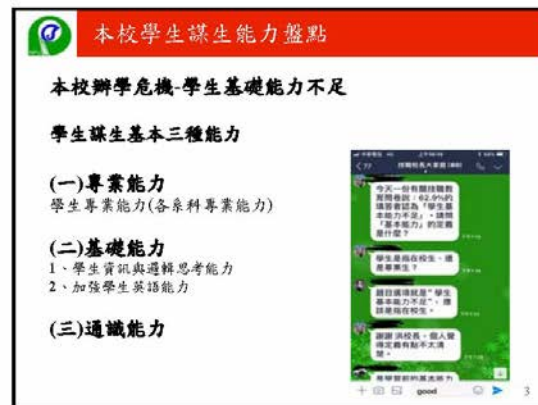 本校學生謀生能力盤點
本校辦學危機-學生基礎能力不足
學生謀生基本三種能力
(一)專業能力
學生專業能力(各系科專業能力)
(二)基礎能力
1、學生資訊與邏輯思考能力
2、加強學生英語能力
(三)通識能力
今天一份有關技職教
育問卷說：62.9%的
填答者認為「學生基
本能力不足」。請問
「基本能力」的定義
是什麼？
學生是指在校生、還
是畢業生？
題目選項就是"學生
基本能力不足"，應
該是指在校生。
謝謝 洪校長。個人覺
得定義有點不太清
楚。
good
3